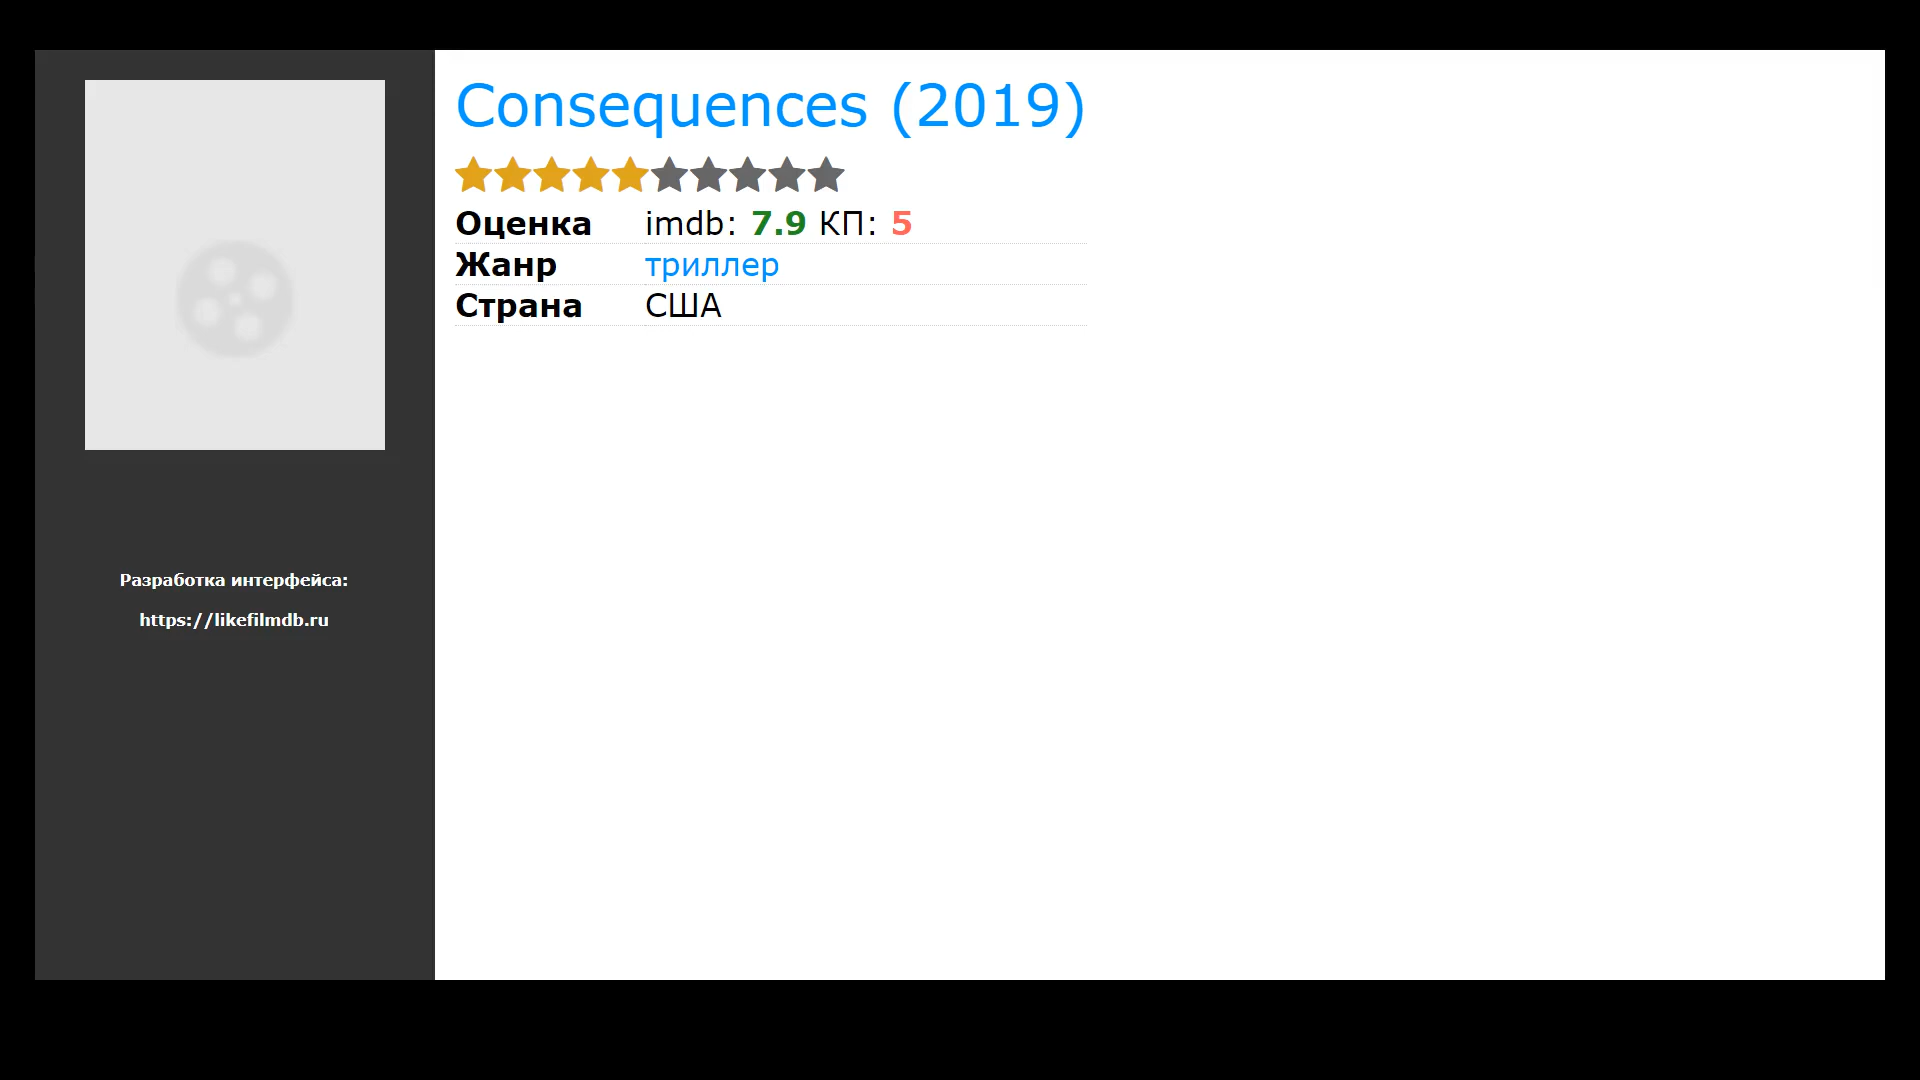 Consequences (2019)
Оценка imdb: 7.9 КП: 5
Жанр триллер
Страна США
Разработка интерфейса:
https://likefilmdb.ru